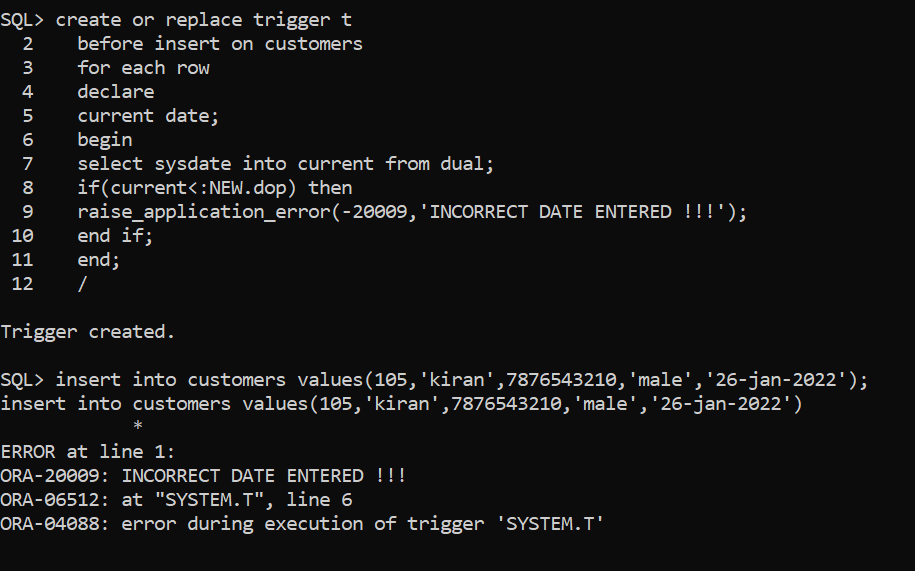 SQL> create or replace trigger t
  2    before insert on customers
  3    for each row
  4    declare
  5    current date;
  6    begin
  7    select sysdate into current from dual;
  8    if(current<:NEW.dop) then
  9    raise_application_error(-20009,'INCORRECT DATE ENTERED !!!');
 10    end if;
 11    end;
 12    /
Trigger created.
SQL> insert into customers values(105,'kiran',7876543210,'male','26-jan-2022');
insert into customers values(105,'kiran',7876543210,'male','26-jan-2022')
            *
ERROR at line 1:
ORA-20009: INCORRECT DATE ENTERED !!!
ORA-06512: at "SYSTEM.T", line 6
ORA-04088: error during execution of trigger 'SYSTEM.T'